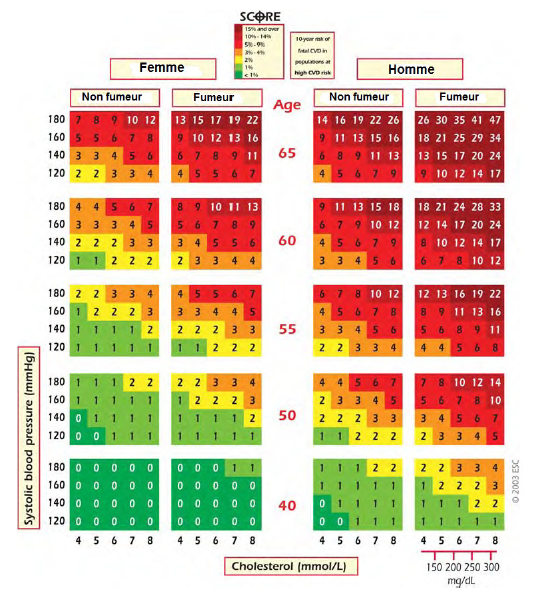 SCORE
15% and over
10% - 14%
5% - 9%
3% - 4%
2%
1%
< 1%
10-year risk of
fatal CVD in
populations at
high CVD risk
Femme
Homme
Non fumeur Fumeur Age Non fumeur Fumeur
180 7 8 9 10 12 13 15 17 19 22 14 16 19 22 26 26 30 35 41 47
160 5 5 6 7 8 9 10 12 13 16 9 11 13 15 16 18 21 25 29 34
65
140 3 3 4 5 6 6 7 8 9 11 6 8 9 11 13 13 15 17 20 24
120 2 2 3 3 4 4 5 5 6 7 4 5 6 7 9 9 10 12 14 17
180 4 4 5 6 7 8 9 10 11 13 9 11 13 15 18 18 21 24 28 33
160 3 3 3 4 5 5 6 7 8 9 6 7 9 10 12 12 14 17 20 24
60
140 2 2 2 3 3 3 4 5 5 6 4 5 6 7 9 8 10 12 14 17
120 1 1 2 2 2 2 3 3 4 4 3 3 4 5 6 6 7 8 10 12
180 2 2 3 3 4 4 5 5 6 7 6 7 8 10 12 12 13 16 19 22
160 1 2 2 2 3 3 3 4 4 5 4 5 6 7 8 8 9 11 13 16
55
140 1 1 1 1 2 2 2 2 3 3 3 3 4 5 6 5 6 8 9 11
120 1 1 1 1 1 1 1 2 2 2 2 2 3 3 4 4 4 5 6 8
180 1 1 1 2 2 2 2 3 3 4 4 4 5 6 7 7 8 10 12 14
160 1 1 1 1 1 1 2 2 2 3 2 3 3 4 5 5 6 7 8 10
50
140 0 1 1 1 1 1 1 1 1 2 2 2 2 3 3 3 4 5 6 7
120 0 0 1 1 1 1 1 1 1 1 1 1 2 2 2 2 3 3 4 5
180 0 0 0 0 0 0 0 0 1 1 1 1 1 2 2 2 2 3 3 4
160 0 0 0 0 0 0 0 0 0 0 1 1 1 1 1 1 2 2 2 3
40
140 0 0 0 0 0 0 0 0 0 0 0 1 1 1 1 1 1 1 2 2
120 0 0 0 0 0 0 0 0 0 0 0 0 1 1 1 1 1 1 1 1
4 5 6 7 8 4 5 6 7 8 4 5 6 7 8 4 5 6 7 8
Systolic blood pressure (mmHg)
Cholesterol (mmol/L)
150 200 250 300
mg/dL
© 2003 ESC